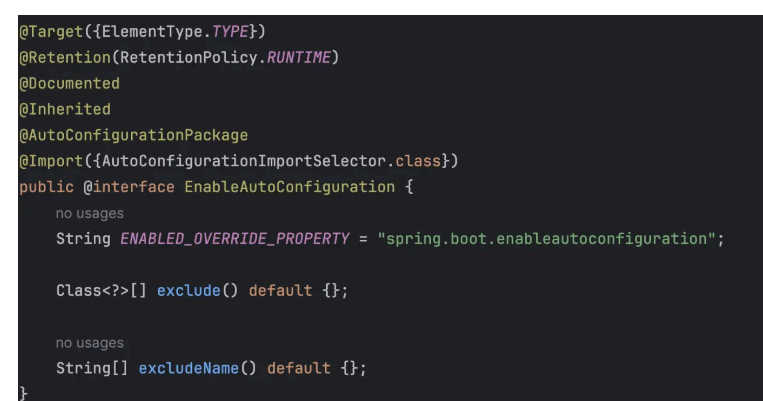 @Target({ElementType.TYPE})
@Retention(RetentionPolicy.RUNTIME)
@Documented
@Inherited
@AutoConfigurationPackage
@Import({AutoConfigurationImportSelector.class})
public @interface EnableAutoConfiguration {
no usages
String ENABLED_OVERRIDE_PROPERTY = "spring.boot.enableautoconfiguration";
Class<?>[] exclude() default {};
no usages
String[] excludeName() default {};
}